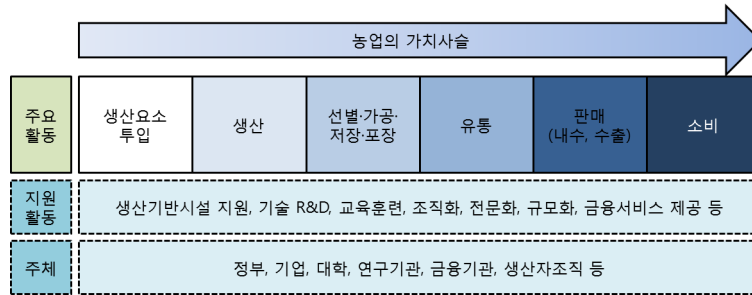 농업의 가치사슬
주요
활동
생산요소
투입
생산
선별·가공·
저장·포장
유통
판매
(내수, 수출)
소비
지원
활동
생산기반시설 지원, 기술 R&D, 교육훈련, 조직화, 전문화, 규모화, 금융서비스 제공 등
주체
정부, 기업, 대학, 연구기관, 금융기관, 생산자조직 등